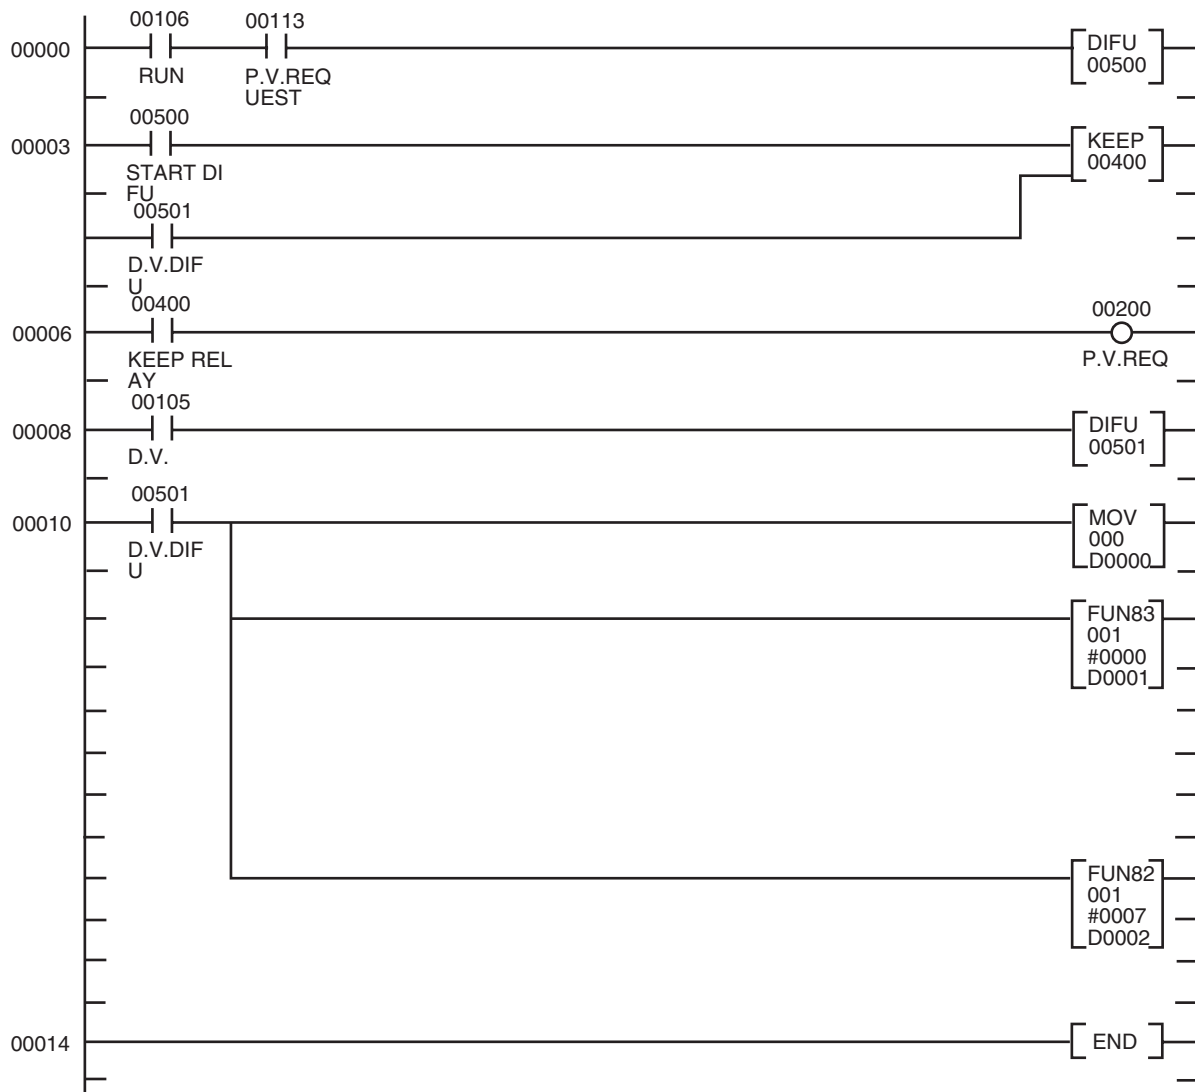 00106 00113
00000
DIFU
00500
RUN
P.V.REQ
UEST
00500
00003
KEEP
00400
START DI
FU
00501
D.V.DIF
U
00400
00006
00200
KEEP REL
AY
P.V.REQ
00105
00008
DIFU
00501
D.V.
00501
00010
MOV
000
D0000
D.V.DIF
U
FUN83
001
#0000
D0001
FUN82
001
#0007
D0002
00014
END